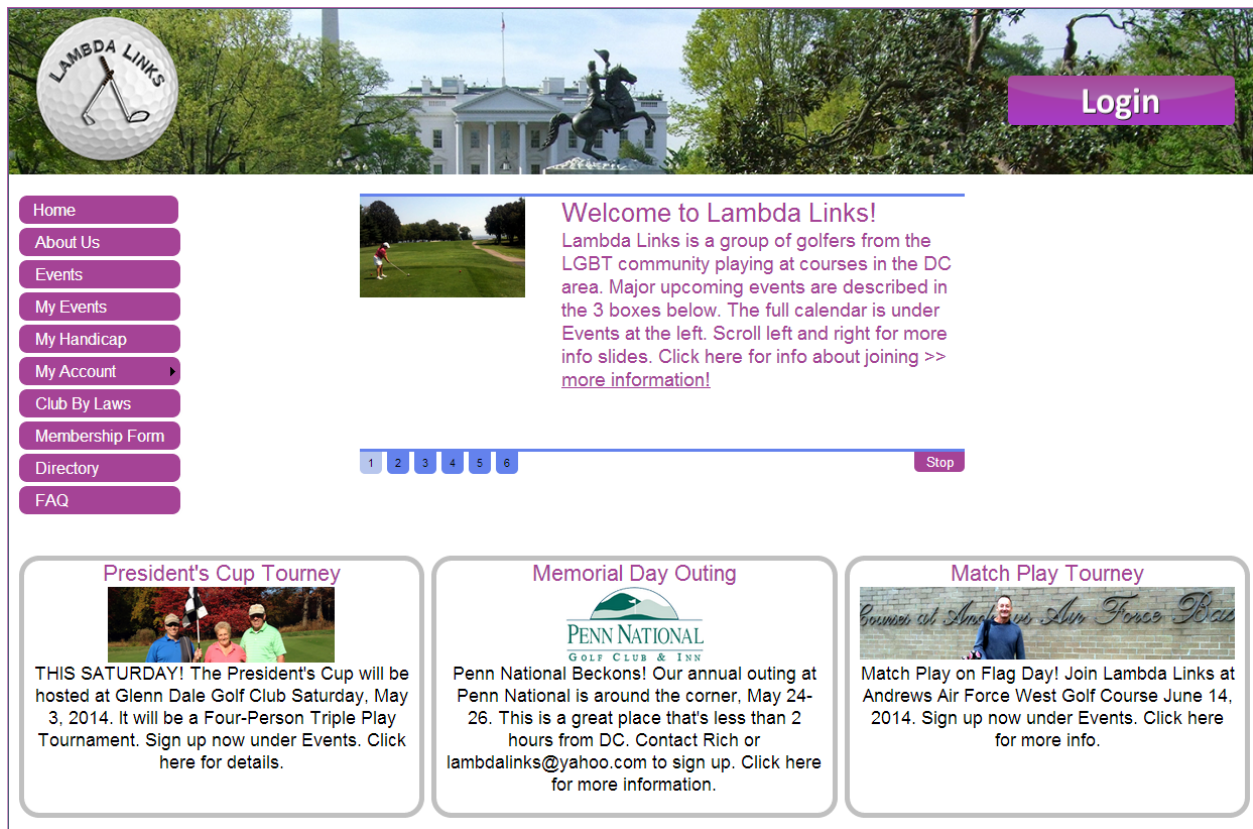 LAMBDA LINKS
Login
Home
About Us
Events
My Events
My Handicap
My Account
Club By Laws
Membership Form
Directory
FAQ
Welcome to Lambda Links!
Lambda Links is a group of golfers from the
LGBT community playing at courses in the DC
area. Major upcoming events are described in
the 3 boxes below. The full calendar is under
Events at the left. Scroll left and right for more
info slides. Click here for info about joining >>
more information!
1 2 3 4 5 6
Stop
President's Cup Tourney
THIS SATURDAY! The President's Cup will be
hosted at Glenn Dale Golf Club Saturday, May
3, 2014. It will be a Four-Person Triple Play
Tournament. Sign up now under Events. Click
here for details.
Memorial Day Outing
PENN NATIONAL
GOLF CLUB & INN
Penn National Beckons! Our annual outing at
Penn National is around the corner, May 24-
26. This is a great place that's less than 2
hours from DC. Contact Rich or
lambdalinks@yahoo.com to sign up. Click here
for more information.
Match Play Tourney
Courses at Andrews Air Force Bas
Match Play on Flag Day! Join Lambda Links at
Andrews Air Force West Golf Course June 14,
2014. Sign up now under Events. Click here
for more info.